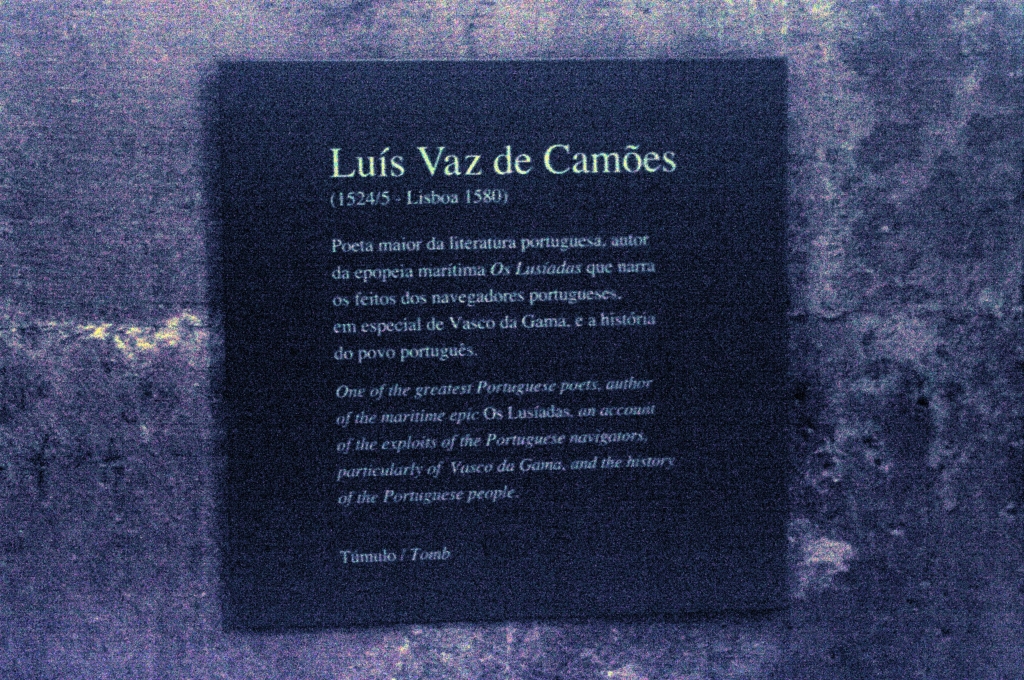 Luís Vaz de Camões
(1524/5 - Lisboa 1580)
Poeta maior da literatura portuguesa, autor
da epopeia marítima Os Lusíadas que narra
os feitos dos navegadores portugueses,
em especial de Vasco da Gama, e a história
do povo português.
One of the greatest Portuguese poets, author
of the maritime epic Os Lusíadas, an account
of the exploits of the Portuguese navigators,
particularly of Vasco da Gama, and the history
of the Portuguese people.
Túmulo / Tomb